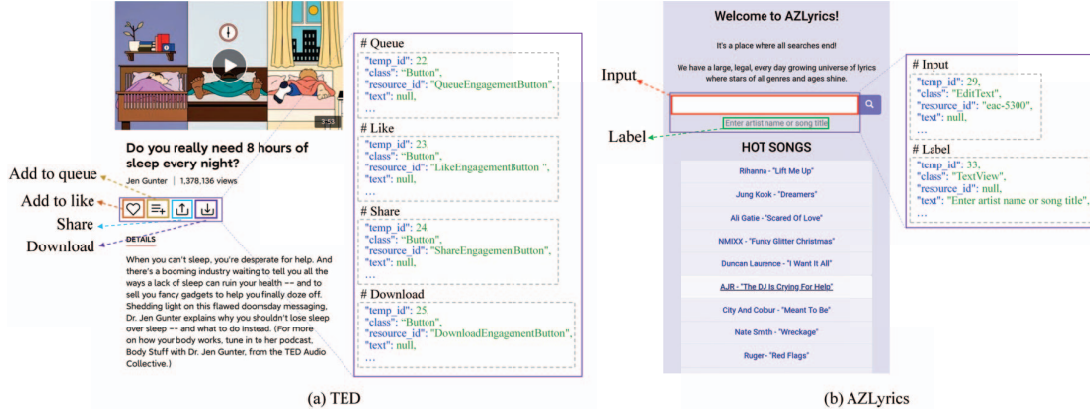 3:53
Do you really need 8 hours of
sleep every night?
Jen Gunter | 1,378,136 views
Add to queue
Add to like
Share
Download
DETAILS
When you can't sleep, you're desperate for help. And
there's a booming industry waiting to tell you all the
ways a lack of sleep can ruin your health -- and to
sell you fancy gadgets to help you finally doze off.
Shedding light on this flawed doomsday messaging,
Dr. Jen Gunter explains why you shouldn't lose sleep
over sleep -- and what to do instead. (For more
on how your body works, tune in to her podcast,
Body Stuff with Dr. Jen Gunter, from the TED Audio
Collective.)
# Queue
"temp_id": 22
"class": "Button",
"resource_id": "QueueEngagementButton",
"text": null,
...
# Like
"temp_id": 23
"class": "Button",
"resource_id": "LikeEngagementButton ",
"text": null,
...
# Share
"temp_id": 24
"class": "Button",
"resource_id": "ShareEngagemenButton",
"text": null,
...
# Download
"temp_id": 25
"class": "Button",
"resource_id": "DownloadEngagementButton",
"text": null,
...
(a) TED
Welcome to AZLyrics!
It's a place where all searches end!
We have a large, legal, every day growing universe of lyrics
where stars of all genres and ages shine.
Input
Label
Enter artist name or song title
HOT SONGS
Rihanna - "Lift Me Up"
Jung Kook - "Dreamers"
Ali Gatie - "Scared Of Love"
NMIXX - "Funky Glitter Christmas"
Duncan Laurence - "I Want It All"
AJR - "The DJ Is Crying For Help"
City And Colour - "Meant To Be"
Nate Smith - "Wreckage"
Ruger - "Red Flags"
# Input
"temp_id": 29,
"class": "EditText",
"resource_id": "eac-5300",
"text": null,
...
# Label
"temp_id": 33,
"class": "TextView",
"resource_id": null,
"text": "Enter artist name or song title",
...
(b) AZLyrics